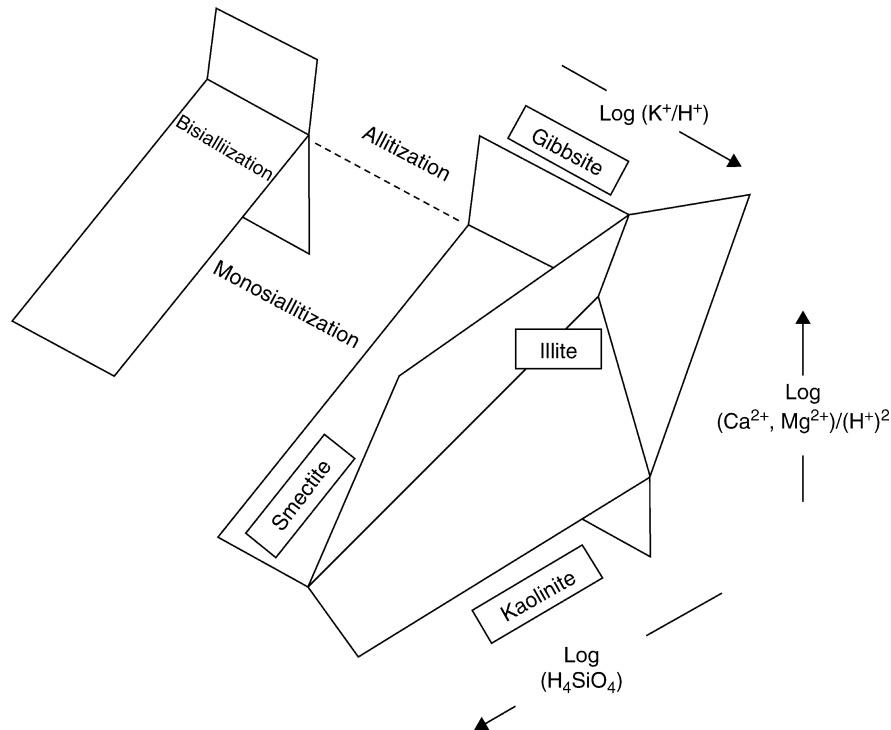 Log (K⁺/H⁺)
Gibbsite
Allitization
Bisiallization
Monosiallitization
Illite
Log
(Ca²⁺, Mg²⁺)/(H⁺)²
Smectite
Kaolinite
Log
(H₄SiO₄)